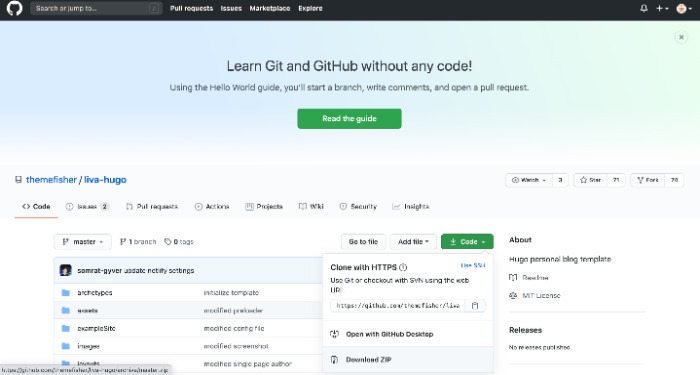 Search or jump to... / Pull requests Issues Marketplace Explore
Learn Git and GitHub without any code!
Using the Hello World guide, you'll start a branch, write comments, and open a pull request.
Read the guide
themefisher / liva-hugo
Watch 3 Star 71 Fork 74
Code Issues 2 Pull requests Actions Projects Wiki Security Insights
master 1 branch 0 tags Go to file Add file Code
About
Hugo personal blog template
Readme
MIT License
Releases
No releases published
somrat-gyver update netlify settings
archetypes initialize template
assets modified preloader
exampleSite modified config file
images modified screenshot
layouts modified single page author
Clone with HTTPS Use SSH
Use Git or checkout with SVN using the web
URL.
https://github.com/themefisher/liva
Open with GitHub Desktop
Download ZIP
https://github.com/themefisher/liva-hugo/archive/master.zip